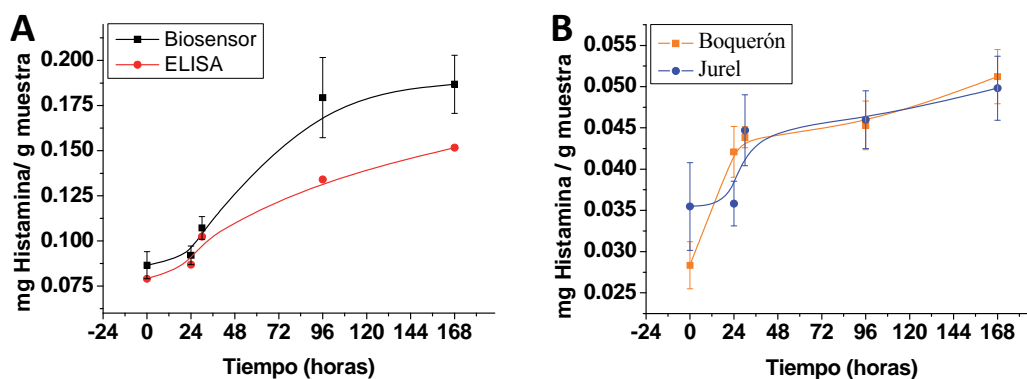 A
Biosensor
ELISA
mg Histamina/ g muestra
0.200
0.175
0.150
0.125
0.100
0.075
-24 0 24 48 72 96 120 144 168
Tiempo (horas)
B
Boquerón
Jurel
mg Histamina / g muestra
0.055
0.050
0.045
0.040
0.035
0.030
0.025
-24 0 24 48 72 96 120 144 168
Tiempo (horas)